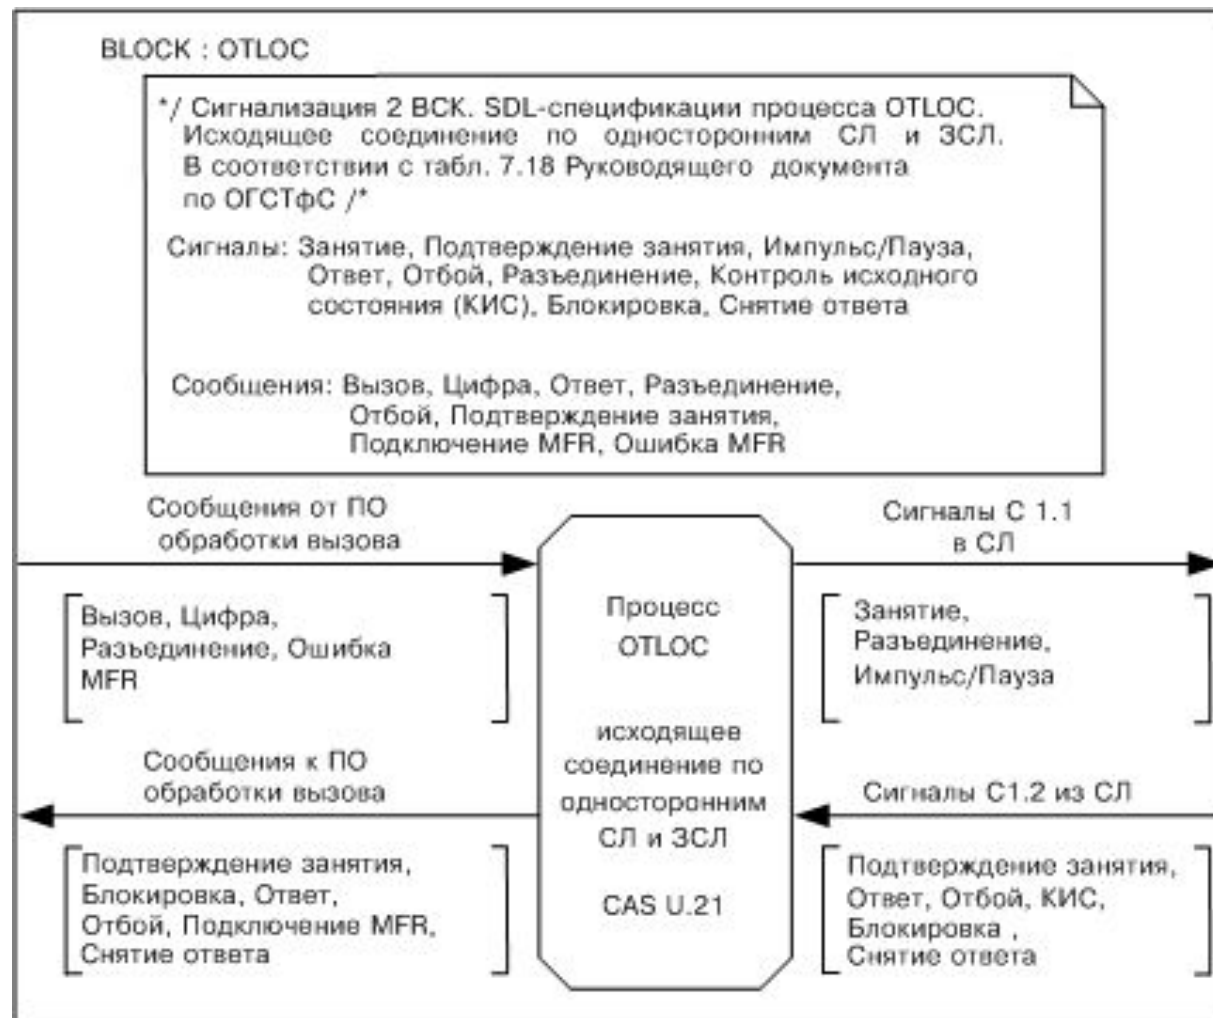 BLOCK : OTLOC
*/ Сигнализация 2 ВСК. SDL-спецификации процесса OTLOC.
Исходящее соединение по односторонним СЛ и ЗСЛ.
В соответствии с табл. 7.18 Руководящего документа
по ОГСТфС /*
Сигналы: Занятие, Подтверждение занятия, Импульс/Пауза,
Ответ, Отбой, Разъединение, Контроль исходного
состояния (КИС), Блокировка, Снятие ответа
Сообщения: Вызов, Цифра, Ответ, Разъединение,
Отбой, Подтверждение занятия,
Подключение MFR, Ошибка MFR
Сообщения от ПО
обработки вызова
Вызов, Цифра,
Разъединение, Ошибка
MFR
Сообщения к ПО
обработки вызова
Подтверждение занятия,
Блокировка, Ответ,
Отбой, Подключение MFR,
Снятие ответа
Процесс
OTLOC
исходящее
соединение по
односторонним
СЛ и ЗСЛ
CAS U.21
Сигналы С 1.1
в СЛ
Занятие,
Разъединение,
Импульс/Пауза
Сигналы С1.2 из СЛ
Подтверждение занятия,
Ответ, Отбой, КИС,
Блокировка ,
Снятие ответа